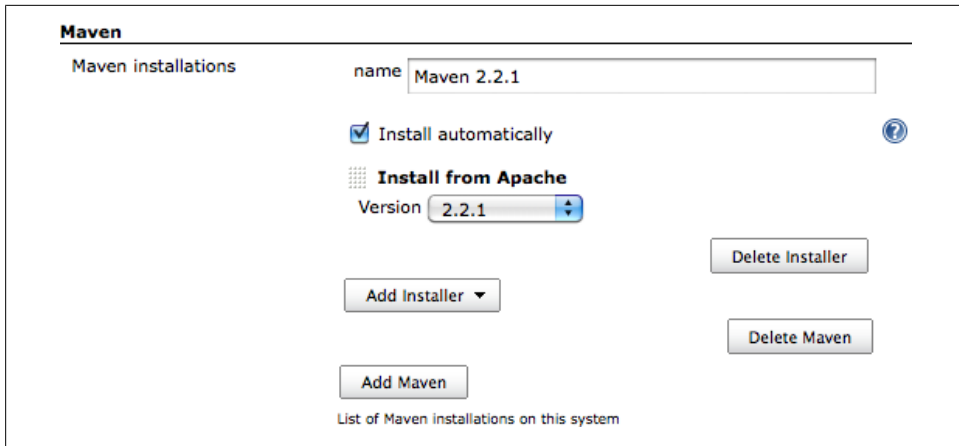 Maven
Maven installations
name Maven 2.2.1
Install automatically
Install from Apache
Version 2.2.1
Delete Installer
Add Installer
Delete Maven
Add Maven
List of Maven installations on this system